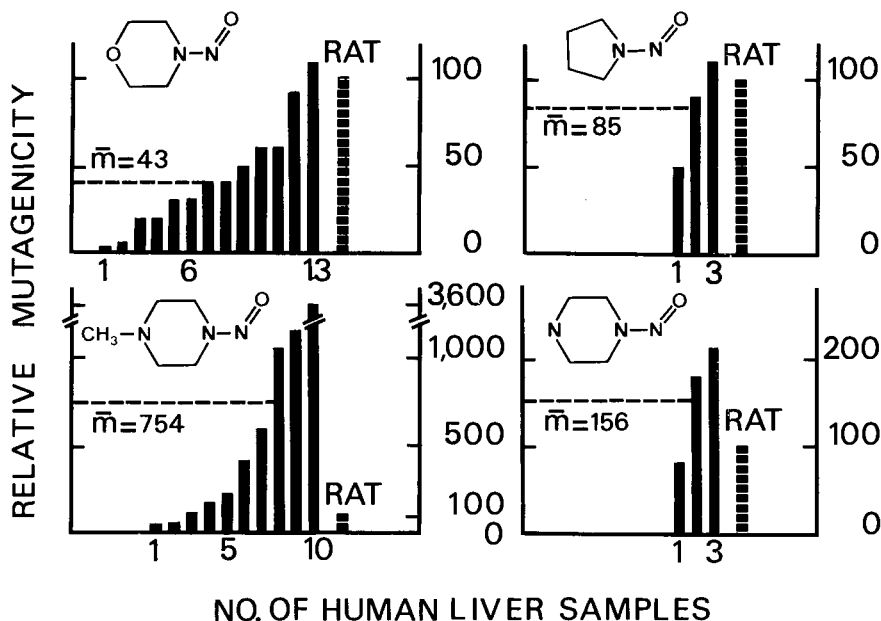 RELATIVE MUTAGENICITY
O
N-N
O
RAT
100
50
0
m̄=43
1 6 13
N-N
O
RAT
100
50
0
m̄=85
1 3
CH₃-N
N-N
O
3,600
1,000
500
100
0
m̄=754
RAT
1 5 10
N
N-N
O
200
100
0
m̄=156
RAT
1 3
NO. OF HUMAN LIVER SAMPLES